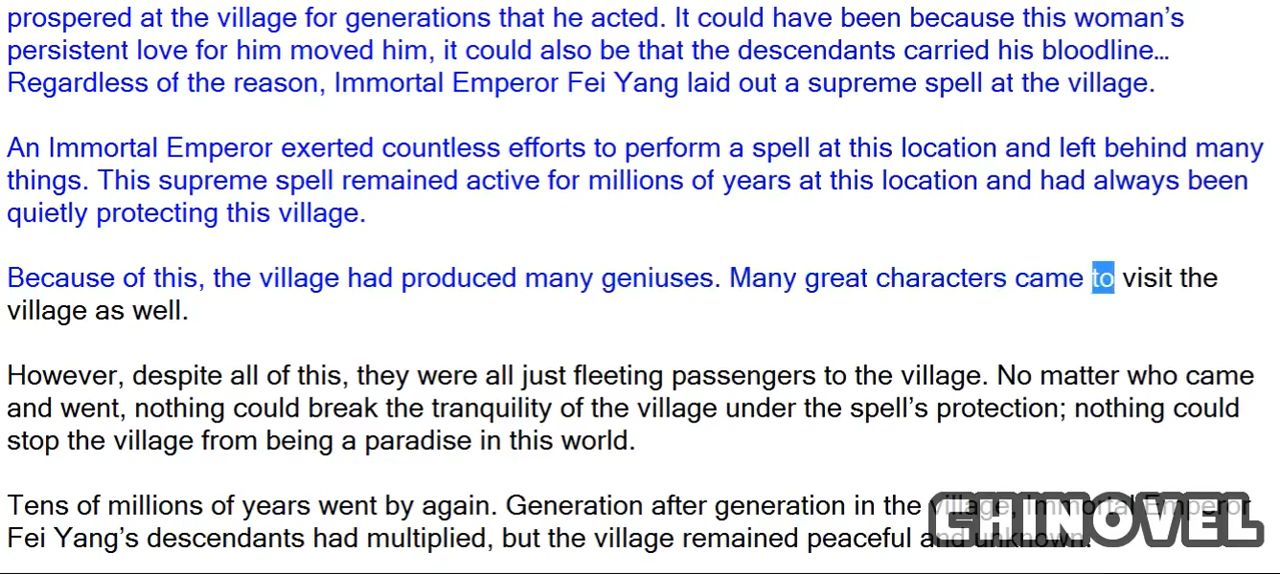 prospered at the village for generations that he acted. It could have been because this woman’s
persistent love for him moved him, it could also be that the descendants carried his bloodline…
Regardless of the reason, Immortal Emperor Fei Yang laid out a supreme spell at the village.
An Immortal Emperor exerted countless efforts to perform a spell at this location and left behind many
things. This supreme spell remained active for millions of years at this location and had always been
quietly protecting this village.
Because of this, the village had produced many geniuses. Many great characters came to visit the
village as well.
However, despite all of this, they were all just fleeting passengers to the village. No matter who came
and went, nothing could break the tranquility of the village under the spell’s protection; nothing could
stop the village from being a paradise in this world.
Tens of millions of years went by again. Generation after generation in the village, Immortal Emperor
Fei Yang’s descendants had multiplied, but the village remained peaceful and unknown.
CHINOVEL